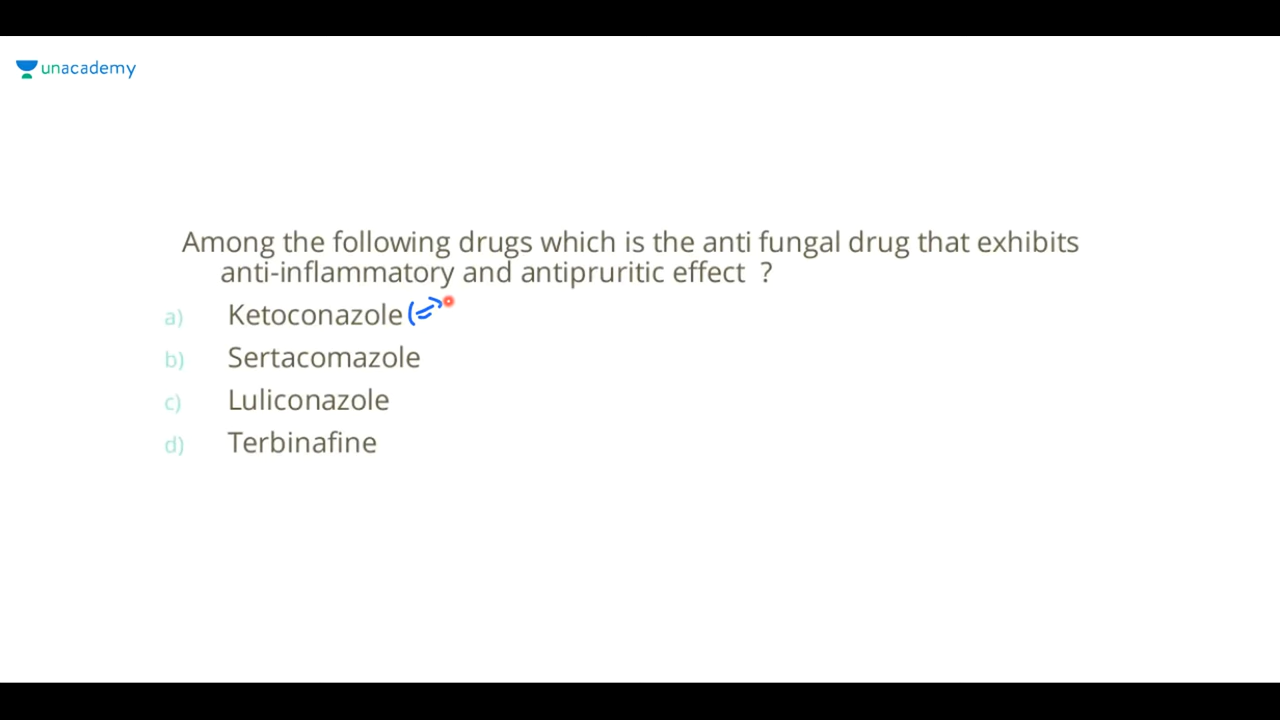 unacademy
Among the following drugs which is the anti fungal drug that exhibits
anti-inflammatory and antipruritic effect ?
a) Ketoconazole
b) Sertacomazole
c) Luliconazole
d) Terbinafine